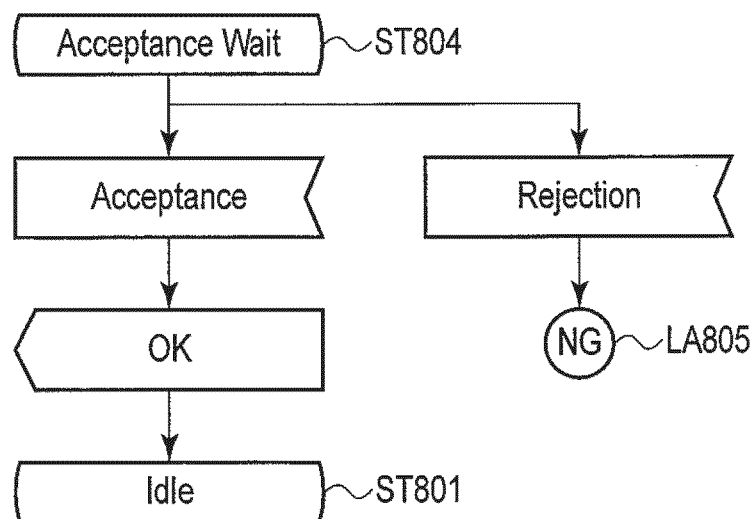 Acceptance Wait
ST804
Acceptance
Rejection
OK
NG
LA805
Idle
ST801